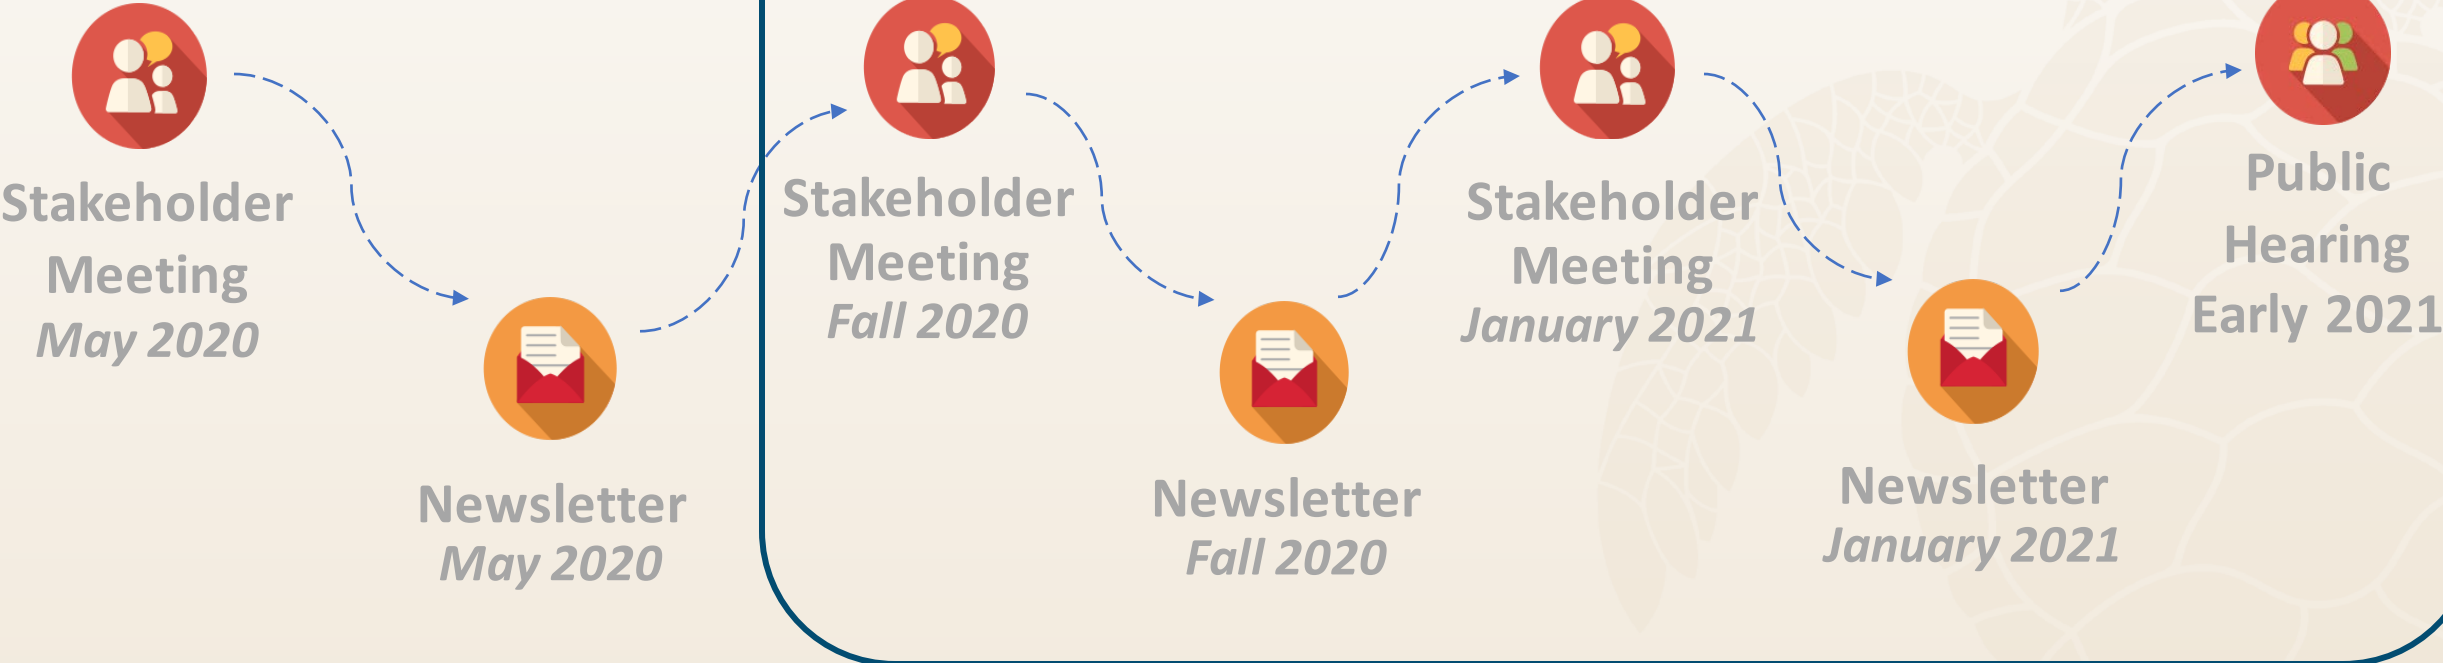 Stakeholder
Meeting
May 2020
Newsletter
May 2020
Stakeholder
Meeting
Fall 2020
Newsletter
Fall 2020
Stakeholder
Meeting
January 2021
Newsletter
January 2021
Public
Hearing
Early 2021